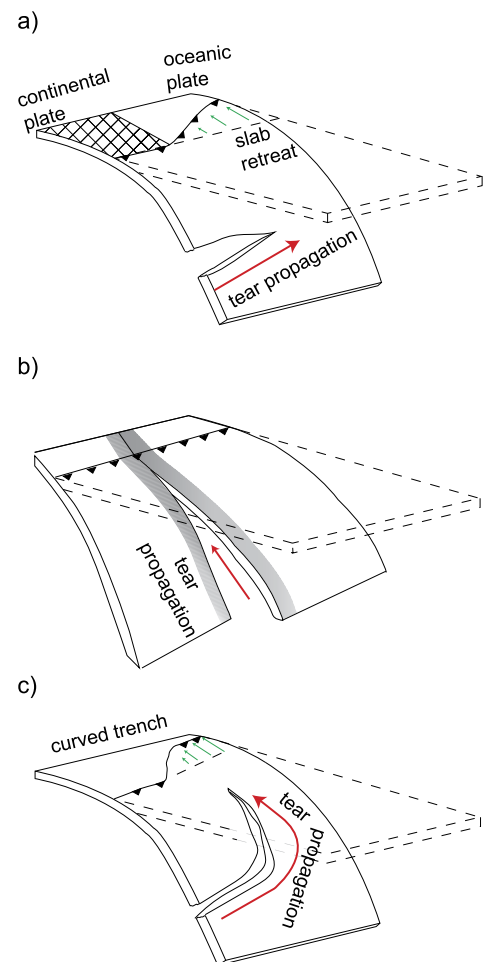 a)
oceanic
plate
continental
plate
slab
retreat
tear propagation
b)
tear
propagation
c)
curved trench
tear
propagation